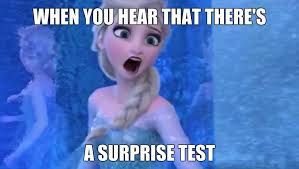 WHEN YOU HEAR THAT THERE'S
A SURPRISE TEST